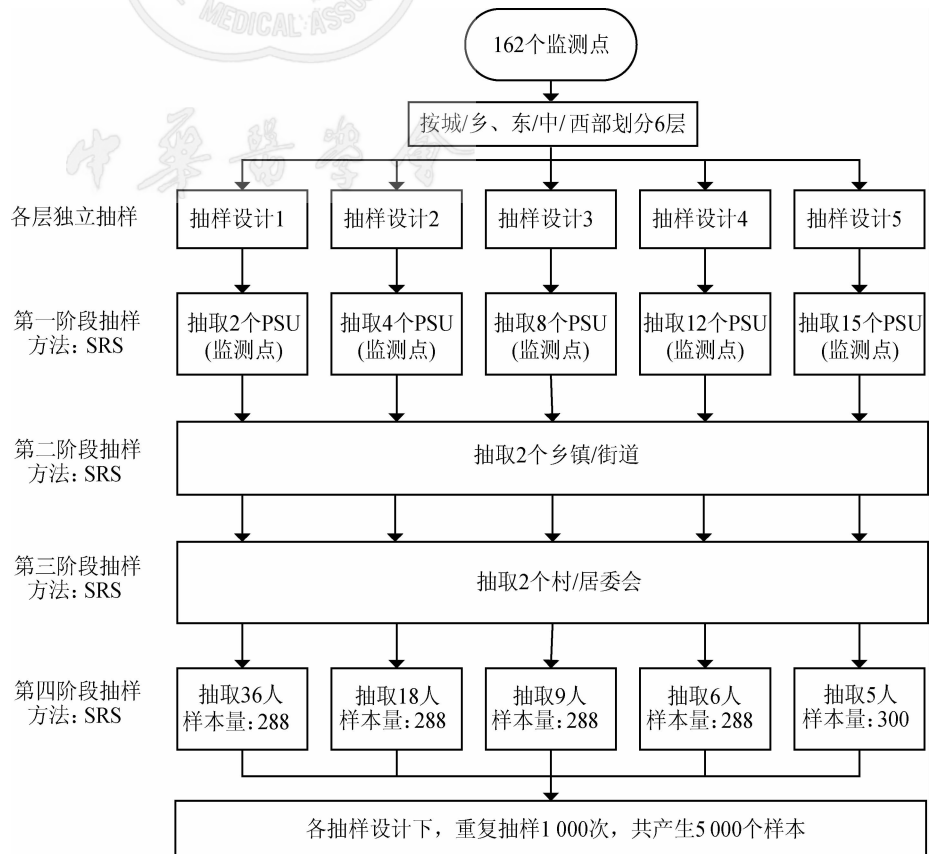 MEDICAL ASSO
中華醫學會
162个监测点
按城/乡、东/中/西部划分6层
各层独立抽样
抽样设计1
抽样设计2
抽样设计3
抽样设计4
抽样设计5
第一阶段抽样
方法: SRS
抽取2个PSU
(监测点)
抽取4个PSU
(监测点)
抽取8个PSU
(监测点)
抽取12个PSU
(监测点)
抽取15个PSU
(监测点)
第二阶段抽样
方法: SRS
抽取2个乡镇/街道
第三阶段抽样
方法: SRS
抽取2个村/居委会
第四阶段抽样
方法: SRS
抽取36人
样本量: 288
抽取18人
样本量: 288
抽取9人
样本量: 288
抽取6人
样本量: 288
抽取5人
样本量: 300
各抽样设计下，重复抽样1 000次，共产生5 000个样本